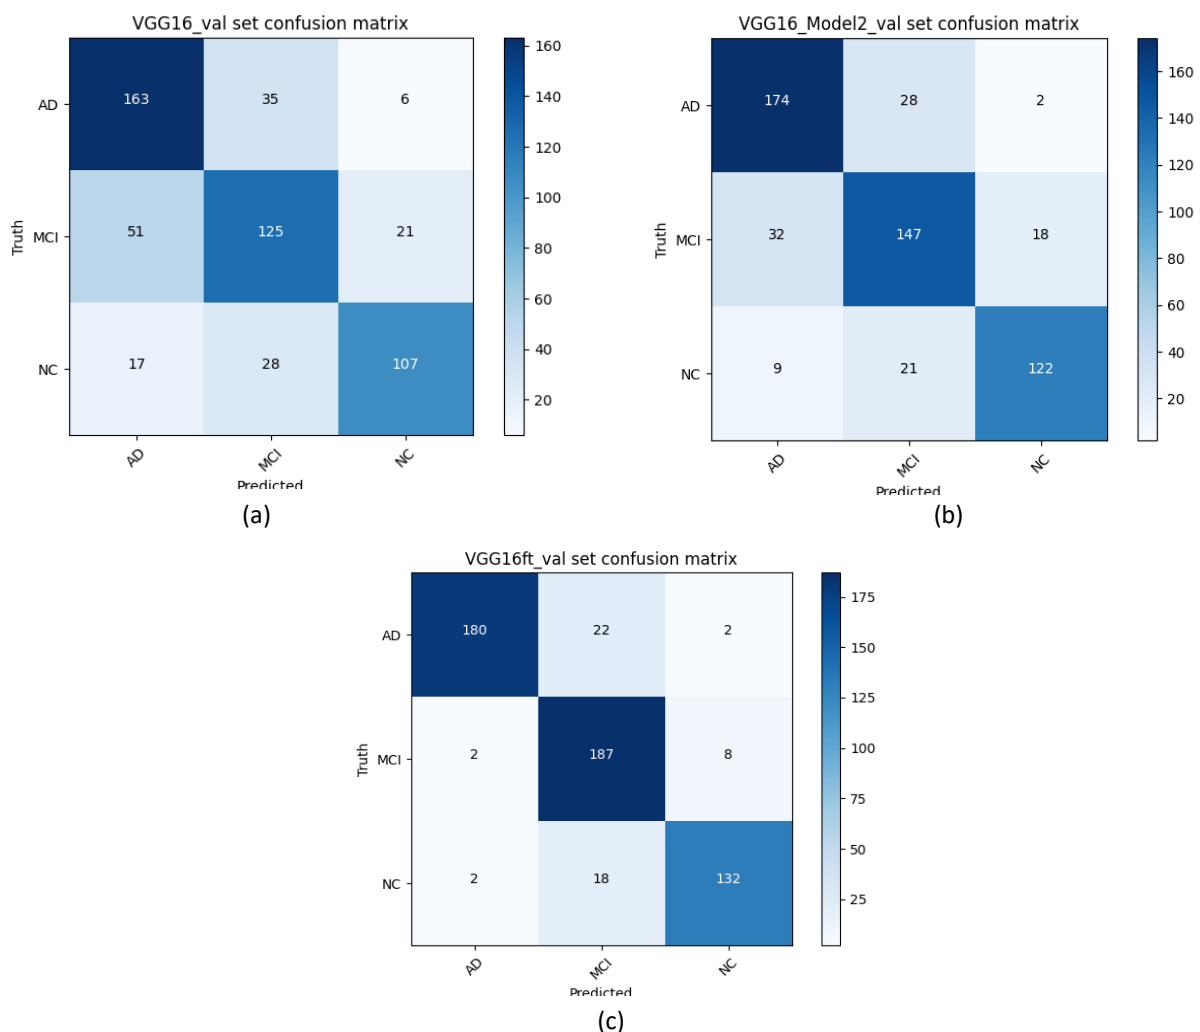 VGG16_val set confusion matrix
AD 163 35 6
MCI 51 125 21
NC 17 28 107
AD MCI NC
Truth
Predicted
160
140
120
100
80
60
40
20
(a)
VGG16_Model2_val set confusion matrix
AD 174 28 2
MCI 32 147 18
NC 9 21 122
AD MCI NC
Truth
Predicted
160
140
120
100
80
60
40
20
(b)
VGG16ft_val set confusion matrix
AD 180 22 2
MCI 2 187 8
NC 2 18 132
AD MCI NC
Truth
Predicted
175
150
125
100
75
50
25
(c)